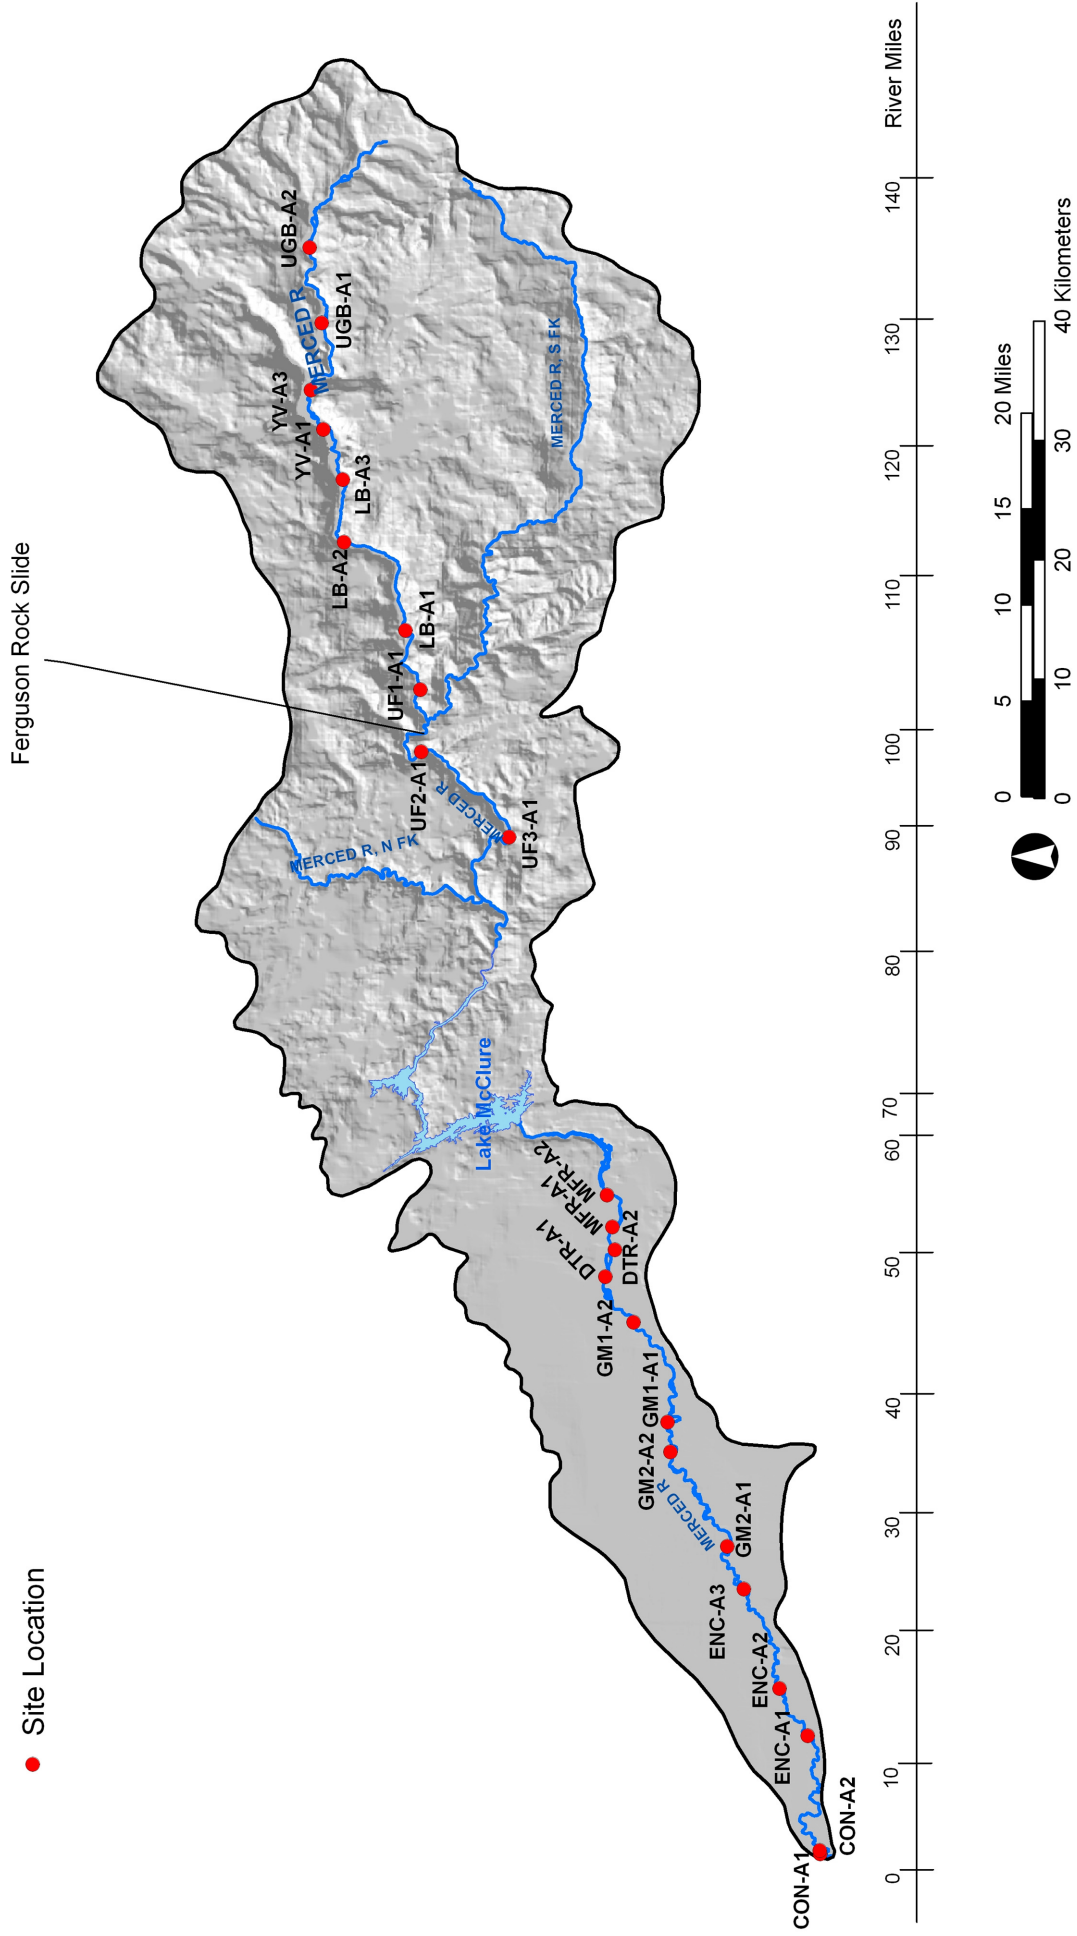 Site Location
Ferguson Rock Slide
UGB-A2
MERCED R
UGB-A1
YV-A3
YV-A1
LB-A3
LB-A2
LB-A1
UF1-A1
UF2-A1
MERCED R
UF3-A1
MERCED R, S FK
MERCED R, N FK
Lake McClure
MFR-A2
MFR-A1
DTR-A1
DTR-A2
GM1-A2
GM1-A1
GM2-A2
MERCED R
GM2-A1
ENC-A3
ENC-A2
ENC-A1
CON-A1
CON-A2
0 10 20 30 40 50 60 70 80 90 100 110 120 130 140 River Miles
0 5 10 15 20 Miles
0 10 20 30 40 Kilometers